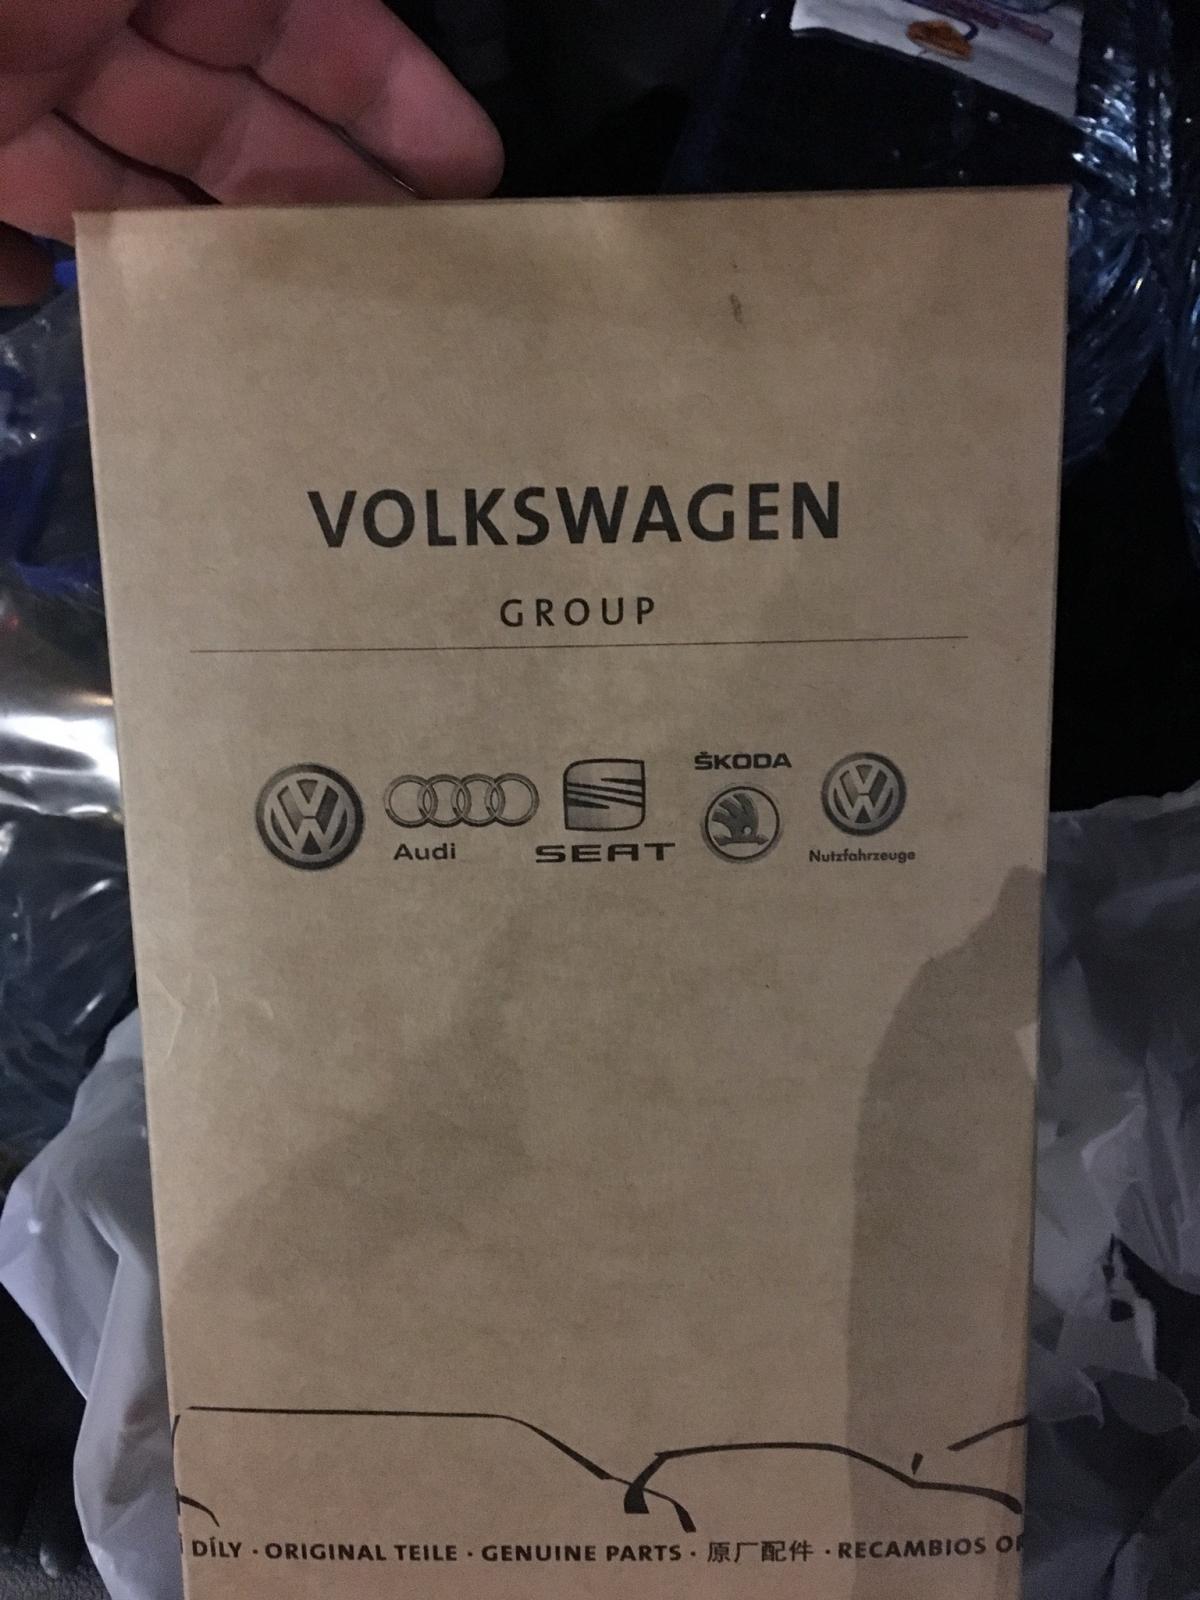 VOLKSWAGEN
GROUP
Audi
SEAT
ŠKODA
Nutzfahrzeuge
DÍLY · ORIGINAL TEILE · GENUINE PARTS · 原厂配件 · RECAMBIOS